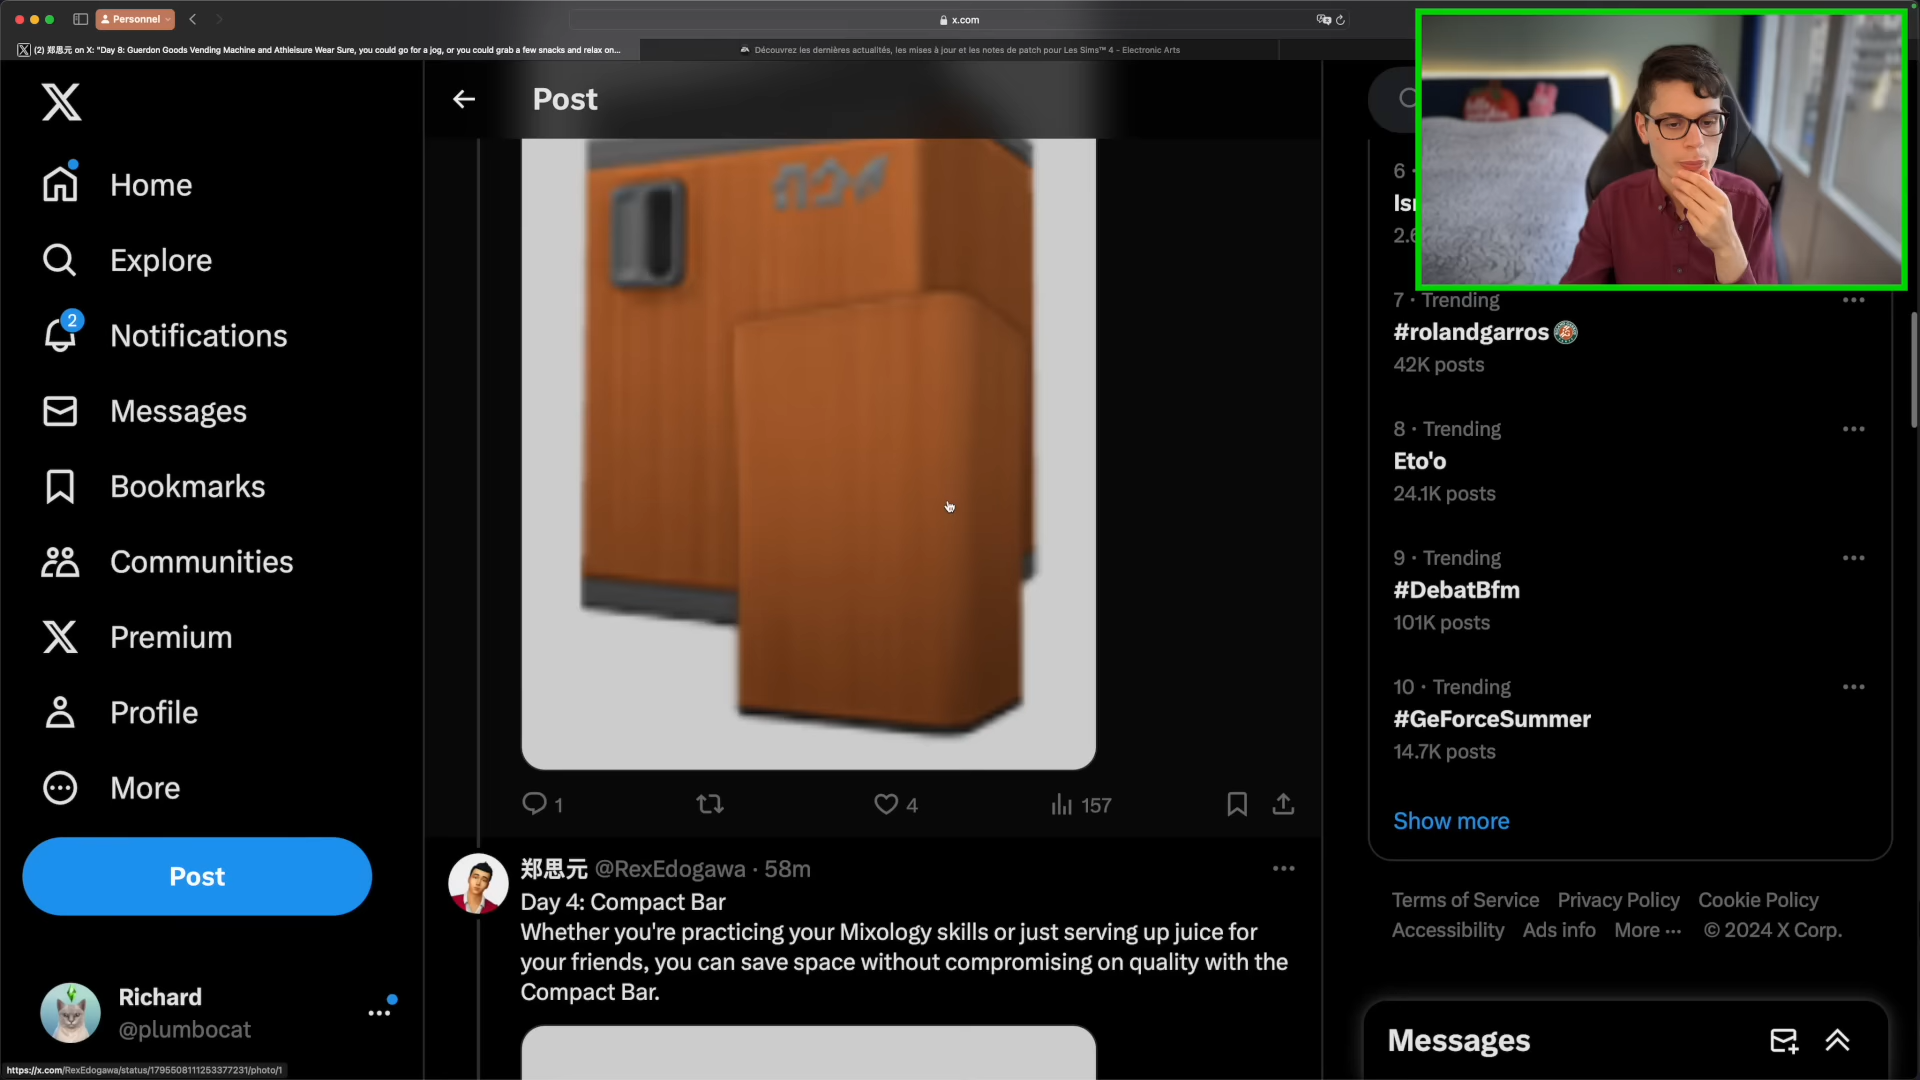 Personnel
x.com
(2) 郑思元 on X: "Day 8: Guerdon Goods Vending Machine and Athleisure Wear Sure, you could go for a jog, or you could grab a few snacks and relax on...
Découvrez les dernières actualités, les mises à jour et les notes de patch pour Les Sims™ 4 - Electronic Arts
Post
Home
Explore
2
Notifications
Messages
Bookmarks
Communities
Premium
Profile
More
Post
Richard
@plumbocat
1
4
157
郑思元 @RexEdogawa · 58m
Day 4: Compact Bar
Whether you're practicing your Mixology skills or just serving up juice for
your friends, you can save space without compromising on quality with the
Compact Bar.
6 ·
7 · Trending
#rolandgarros
42K posts
8 · Trending
Eto'o
24.1K posts
9 · Trending
#DebatBfm
101K posts
10 · Trending
#GeForceSummer
14.7K posts
Show more
Terms of Service Privacy Policy Cookie Policy
Accessibility Ads info More ··· © 2024 X Corp.
Messages
https://x.com/RexEdogawa/status/1795508111253377231/photo/1